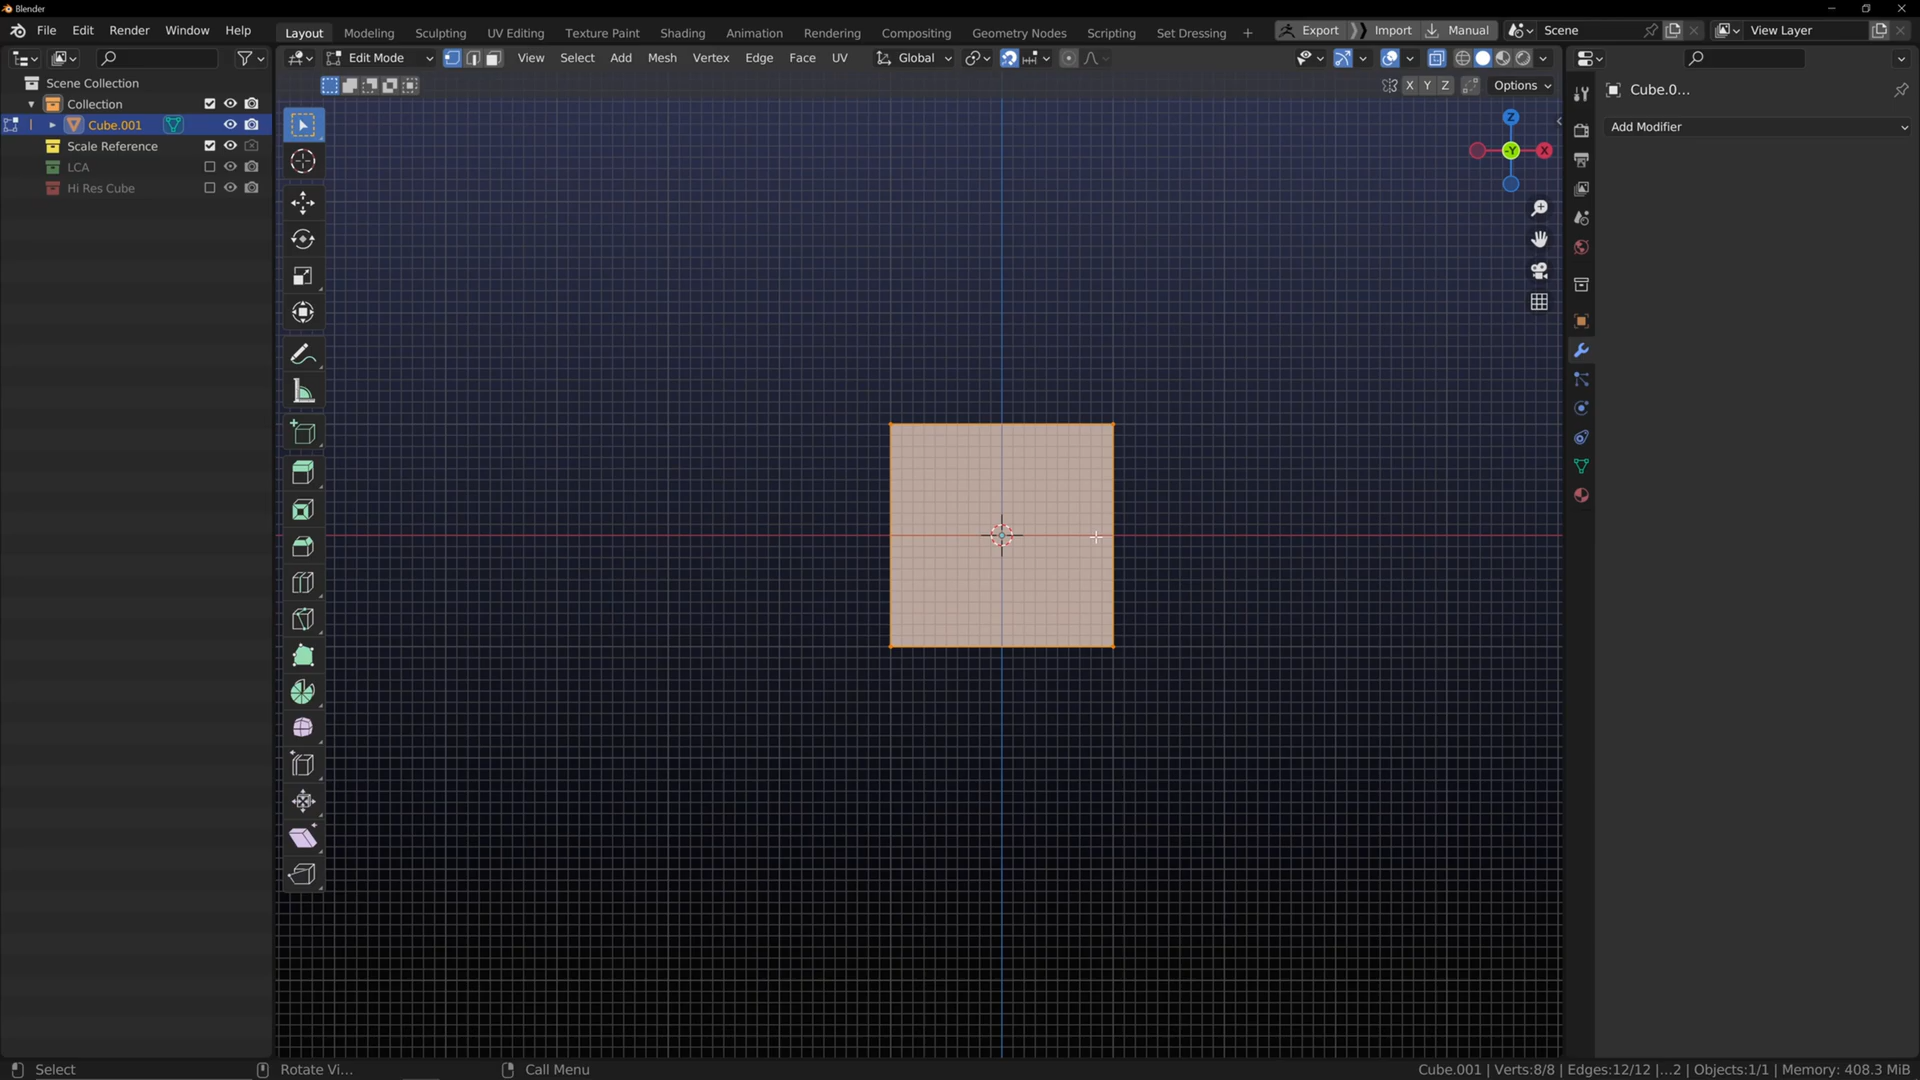 Blender
File Edit Render Window Help
Layout Modeling Sculpting UV Editing Texture Paint Shading Animation Rendering Compositing Geometry Nodes Scripting Set Dressing + Export Import Manual Scene View Layer
Edit Mode View Select Add Mesh Vertex Edge Face UV Global
X Y Z Options
Scene Collection
Collection
Cube.001
Scale Reference
LCA
Hi Res Cube
Z
-Y X
Cube.0...
Add Modifier
Select Rotate Vi... Call Menu Cube.001 | Verts:8/8 | Edges:12/12 |...2 | Objects:1/1 | Memory: 408.3 MiB